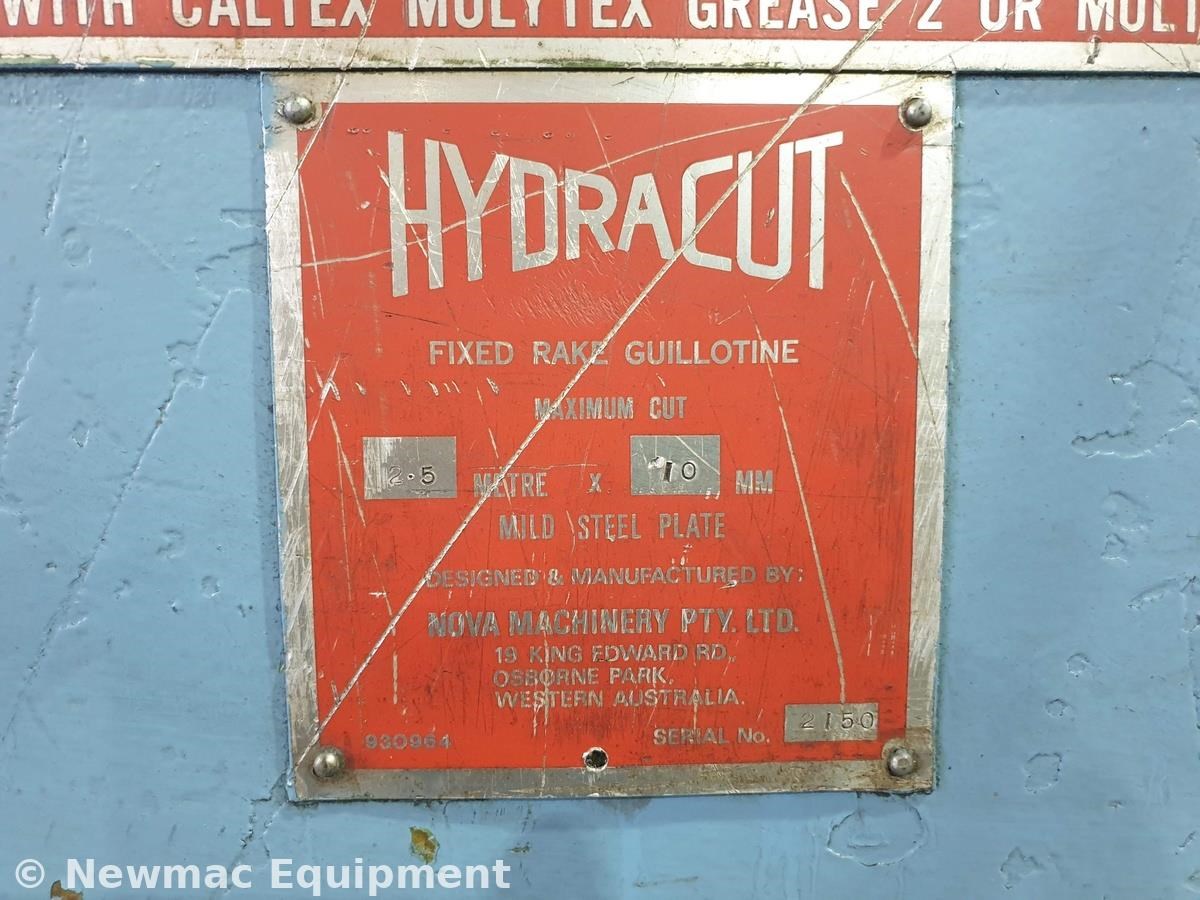 WITH CALTEX MOLYTEX GREASE 2 OR MULT
HYDRACUT
FIXED RAKE GUILLOTINE
MAXIMUM CUT
2.5 METRE X 10 MM
MILD STEEL PLATE
DESIGNED & MANUFACTURED BY:
NOVA MACHINERY PTY. LTD.
19 KING EDWARD RD,
OSBORNE PARK,
WESTERN AUSTRALIA.
930964 SERIAL No. 2150
© Newmac Equipment